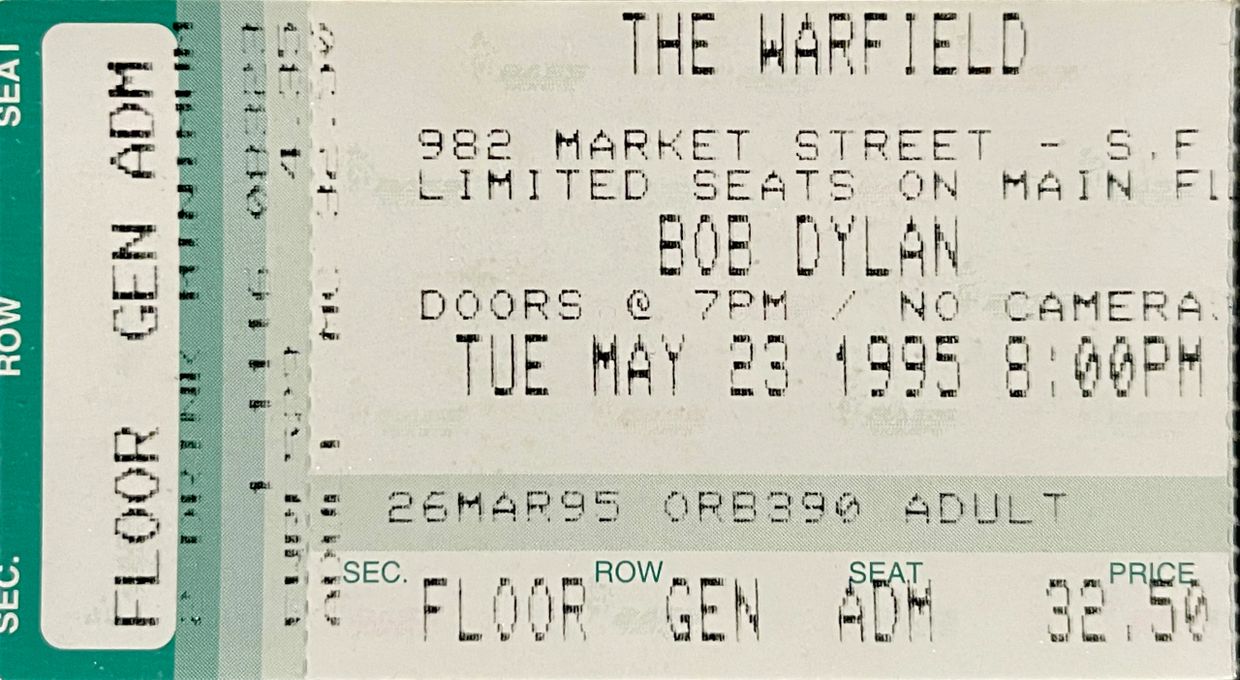 THE WARFIELD
982 MARKET STREET - S.F
LIMITED SEATS ON MAIN FL
BOB DYLAN
DOORS @ 7PM / NO CAMERA
TUE MAY 23 1995 8:00PM
26MAR95 ORB390 ADULT
SEC. ROW SEAT PRICE
FLOOR GEN ADM 32.50
SEC. ROW SEAT
FLOOR GEN ADM